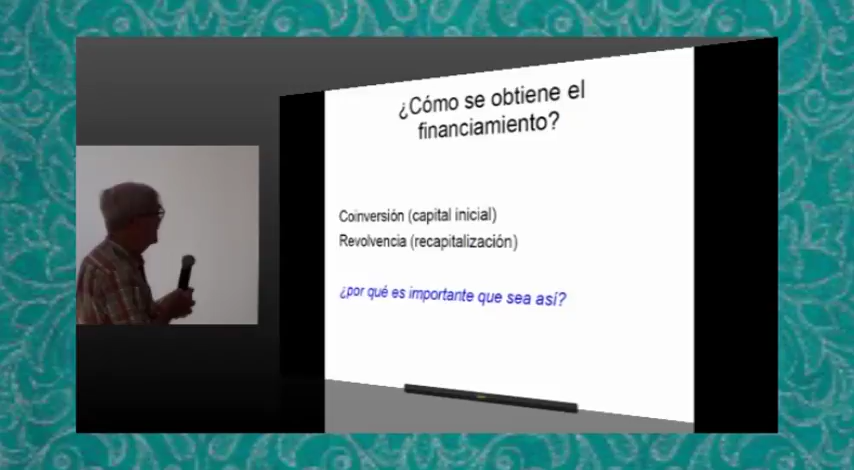 ¿Cómo se obtiene el
financiamiento?
Coinversión (capital inicial)
Revolvencia (recapitalización)
¿por qué es importante que sea así?